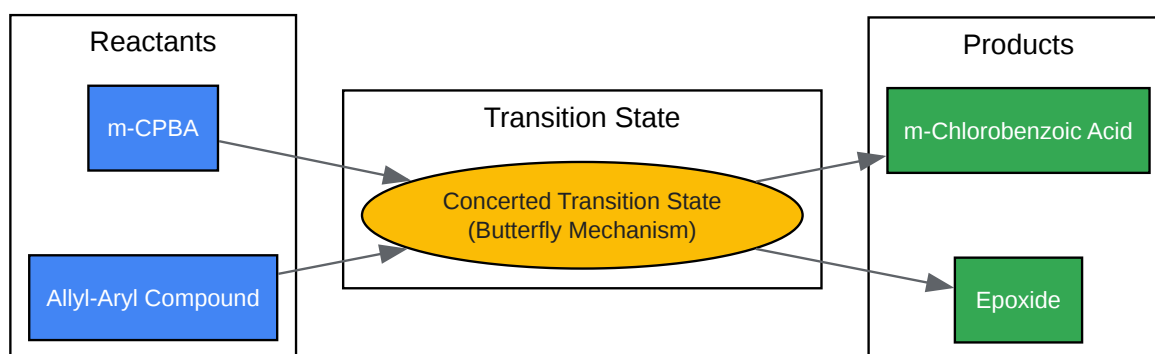 Reactants
m-CPBA
Allyl-Aryl Compound
Transition State
Concerted Transition State
(Butterfly Mechanism)
Products
m-Chlorobenzoic Acid
Epoxide